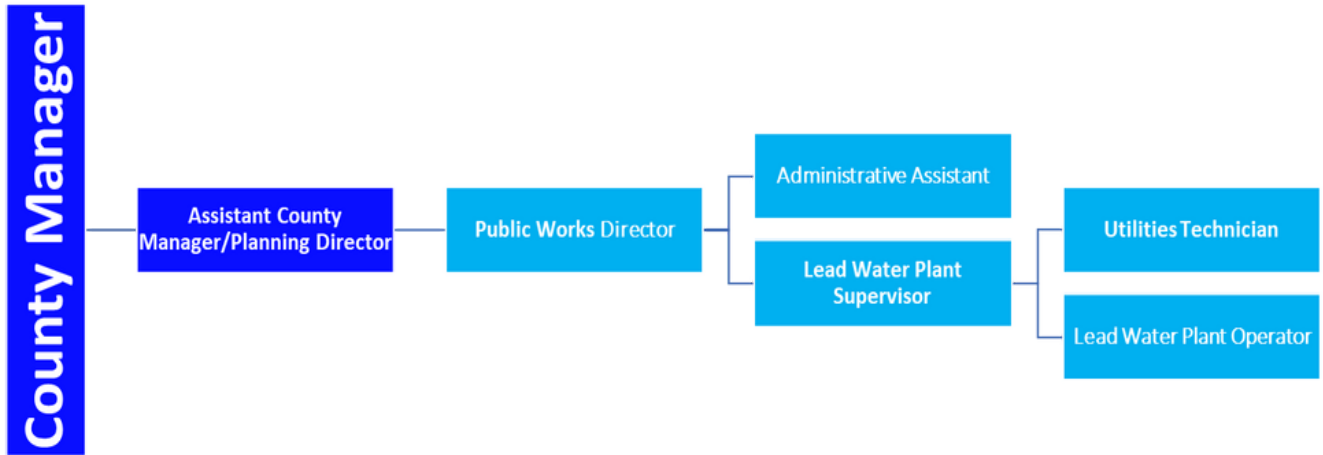 County Manager
Assistant County
Manager/Planning Director
Public Works Director
Administrative Assistant
Lead Water Plant
Supervisor
Utilities Technician
Lead Water Plant Operator